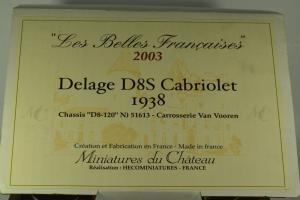 "Les Belles Françaises"
2003
Delage D8S Cabriolet
1938
Chassis "D8-120" N) 51613 - Carrosserie Van Vooren
Création et Fabrication en France - Made in france
Miniatures du Château
Réalisation : HECOMINIATURES - FRANCE